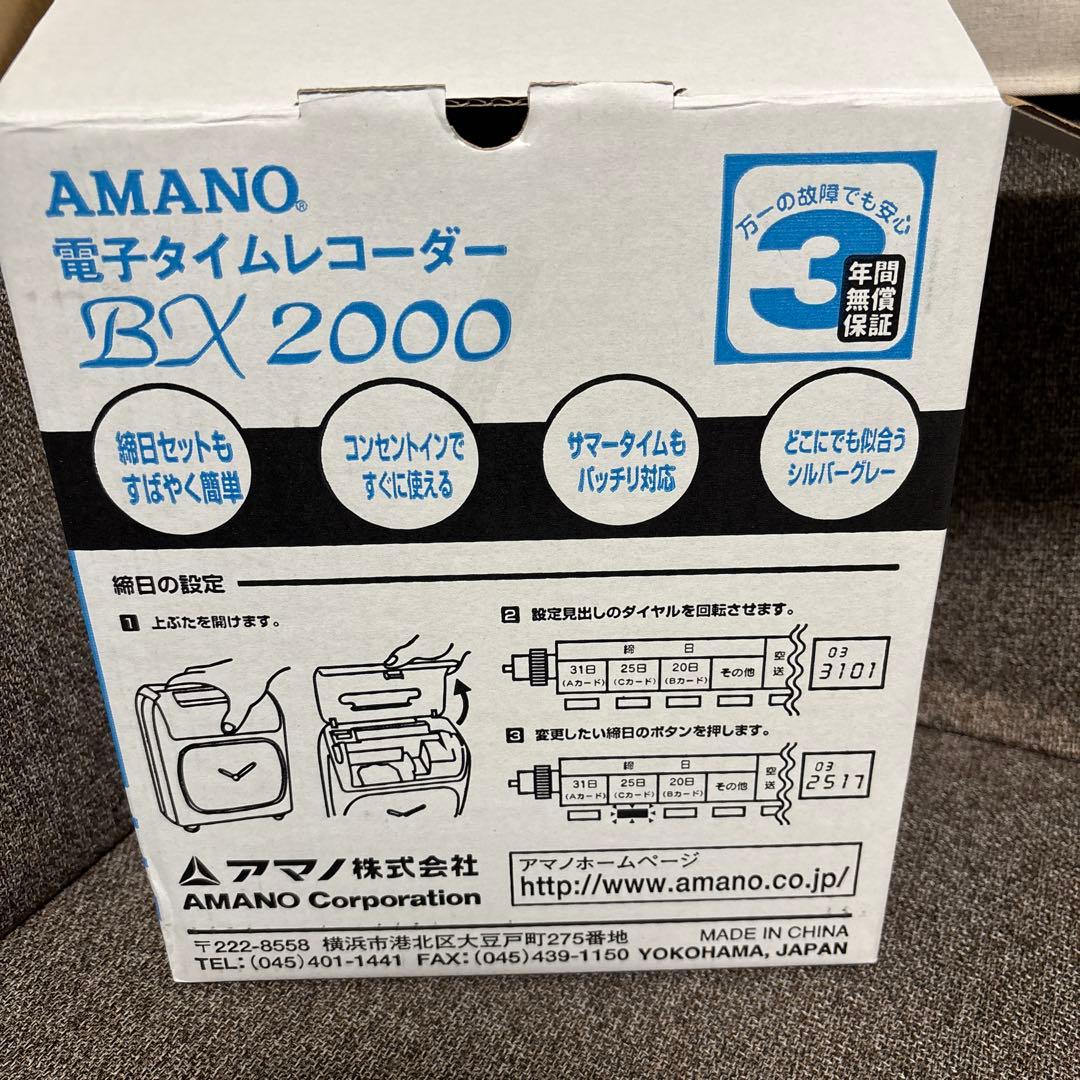 AMANO®
電子タイムレコーダー
BX2000
万一の故障でも安心
3年間
無償
保証
締日セットも
すばやく簡単
コンセントインで
すぐに使える
サマータイムも
バッチリ対応
どこにでも似合う
シルバーグレー
締日の設定
1 上ぶたを開けます。
2 設定見出しのダイヤルを回転させます。
締 日 空送
31日 25日 20日 その他
(Aカード) (Cカード) (Bカード)
03
3101
3 変更したい締日のボタンを押します。
締 日 空送
31日 25日 20日 その他
(Aカード) (Cカード) (Bカード)
03
2517
アマノ株式会社
AMANO Corporation
アマノホームページ
http://www.amano.co.jp/
〒222-8558 横浜市港北区大豆戸町275番地 MADE IN CHINA
TEL:(045)401-1441 FAX:(045)439-1150 YOKOHAMA, JAPAN